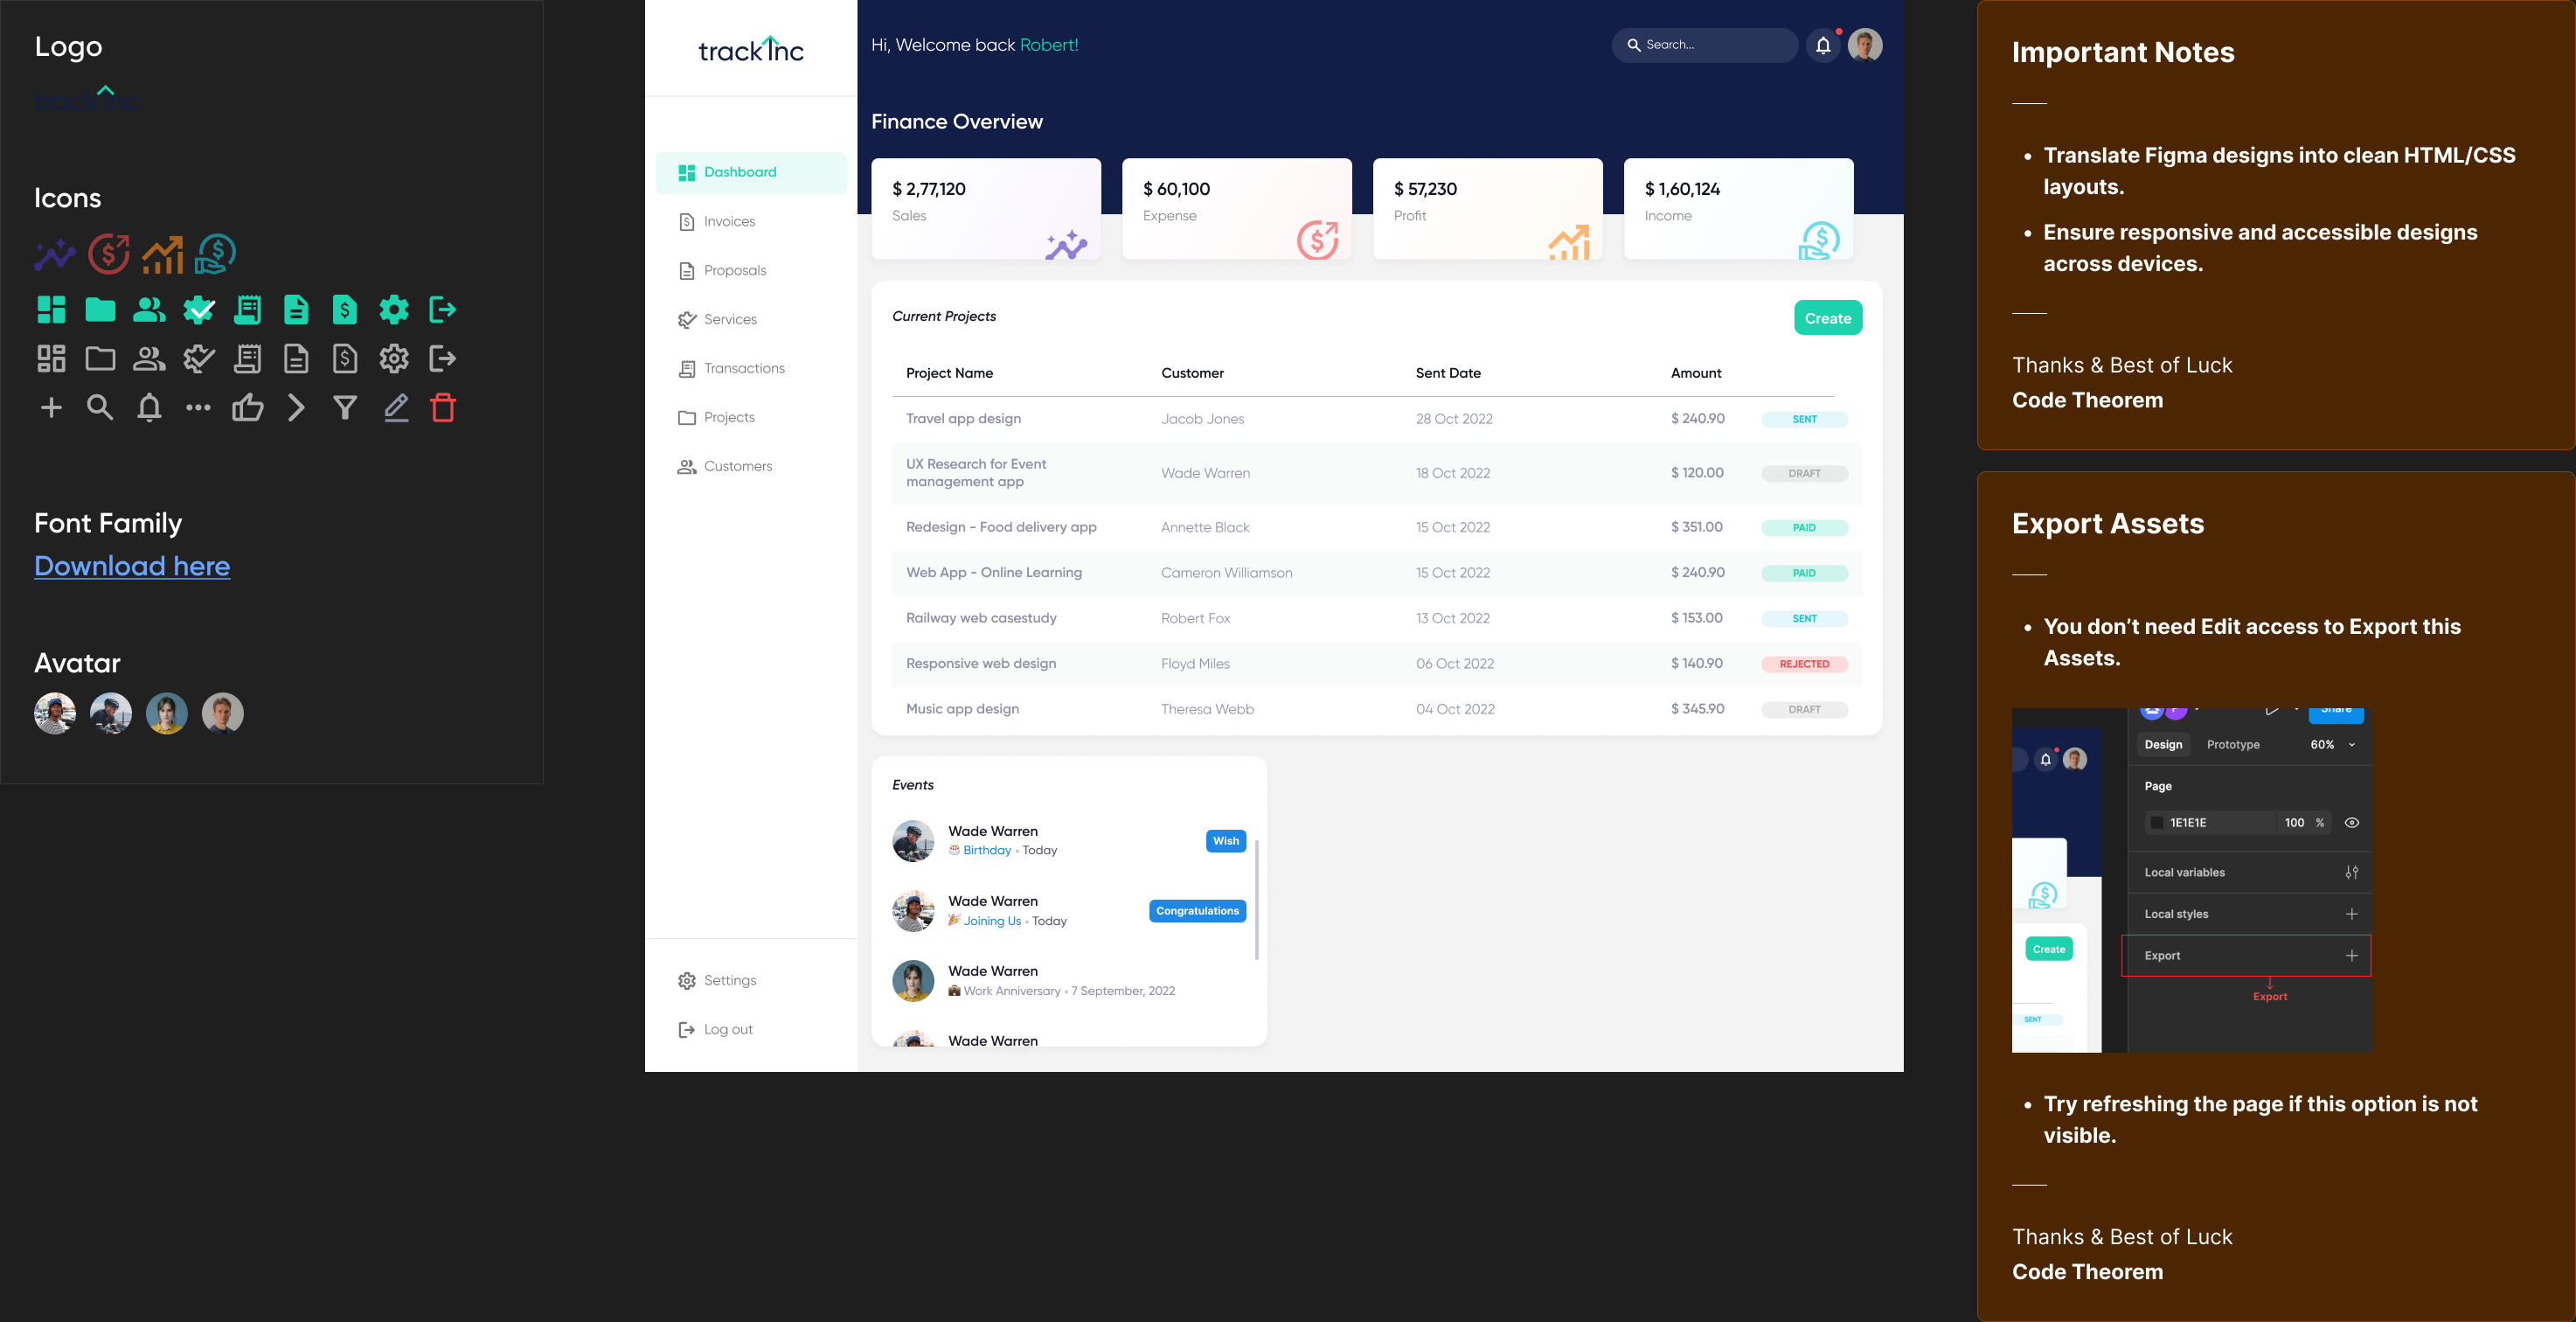 Logo
track inc
Icons
Font Family
Download here
Avatar
track inc
Dashboard
Invoices
Proposals
Services
Transactions
Projects
Customers
Settings
Log out
Hi, Welcome back Robert!
Search...
Finance Overview
$ 2,77,120
Sales
$ 60,100
Expense
$ 57,230
Profit
$ 1,60,124
Income
Current Projects
Create
Project Name Customer Sent Date Amount
Travel app design Jacob Jones 28 Oct 2022 $ 240.90 SENT
UX Research for Event
management app Wade Warren 18 Oct 2022 $ 120.00 DRAFT
Redesign - Food delivery app Annette Black 15 Oct 2022 $ 351.00 PAID
Web App - Online Learning Cameron Williamson 15 Oct 2022 $ 240.90 PAID
Railway web casestudy Robert Fox 13 Oct 2022 $ 153.00 SENT
Responsive web design Floyd Miles 06 Oct 2022 $ 140.90 REJECTED
Music app design Theresa Webb 04 Oct 2022 $ 345.90 DRAFT
Events
Wade Warren
Birthday • Today
Wish
Wade Warren
Joining Us • Today
Congratulations
Wade Warren
Work Anniversary • 7 September, 2022
Wade Warren
Important Notes
• Translate Figma designs into clean HTML/CSS
layouts.
• Ensure responsive and accessible designs
across devices.
Thanks & Best of Luck
Code Theorem
Export Assets
• You don’t need Edit access to Export this
Assets.
Share
Design Prototype 60%
Page
1E1E1E 100 %
Local variables
Local styles
Create
Export
Export
SENT
• Try refreshing the page if this option is not
visible.
Thanks & Best of Luck
Code Theorem